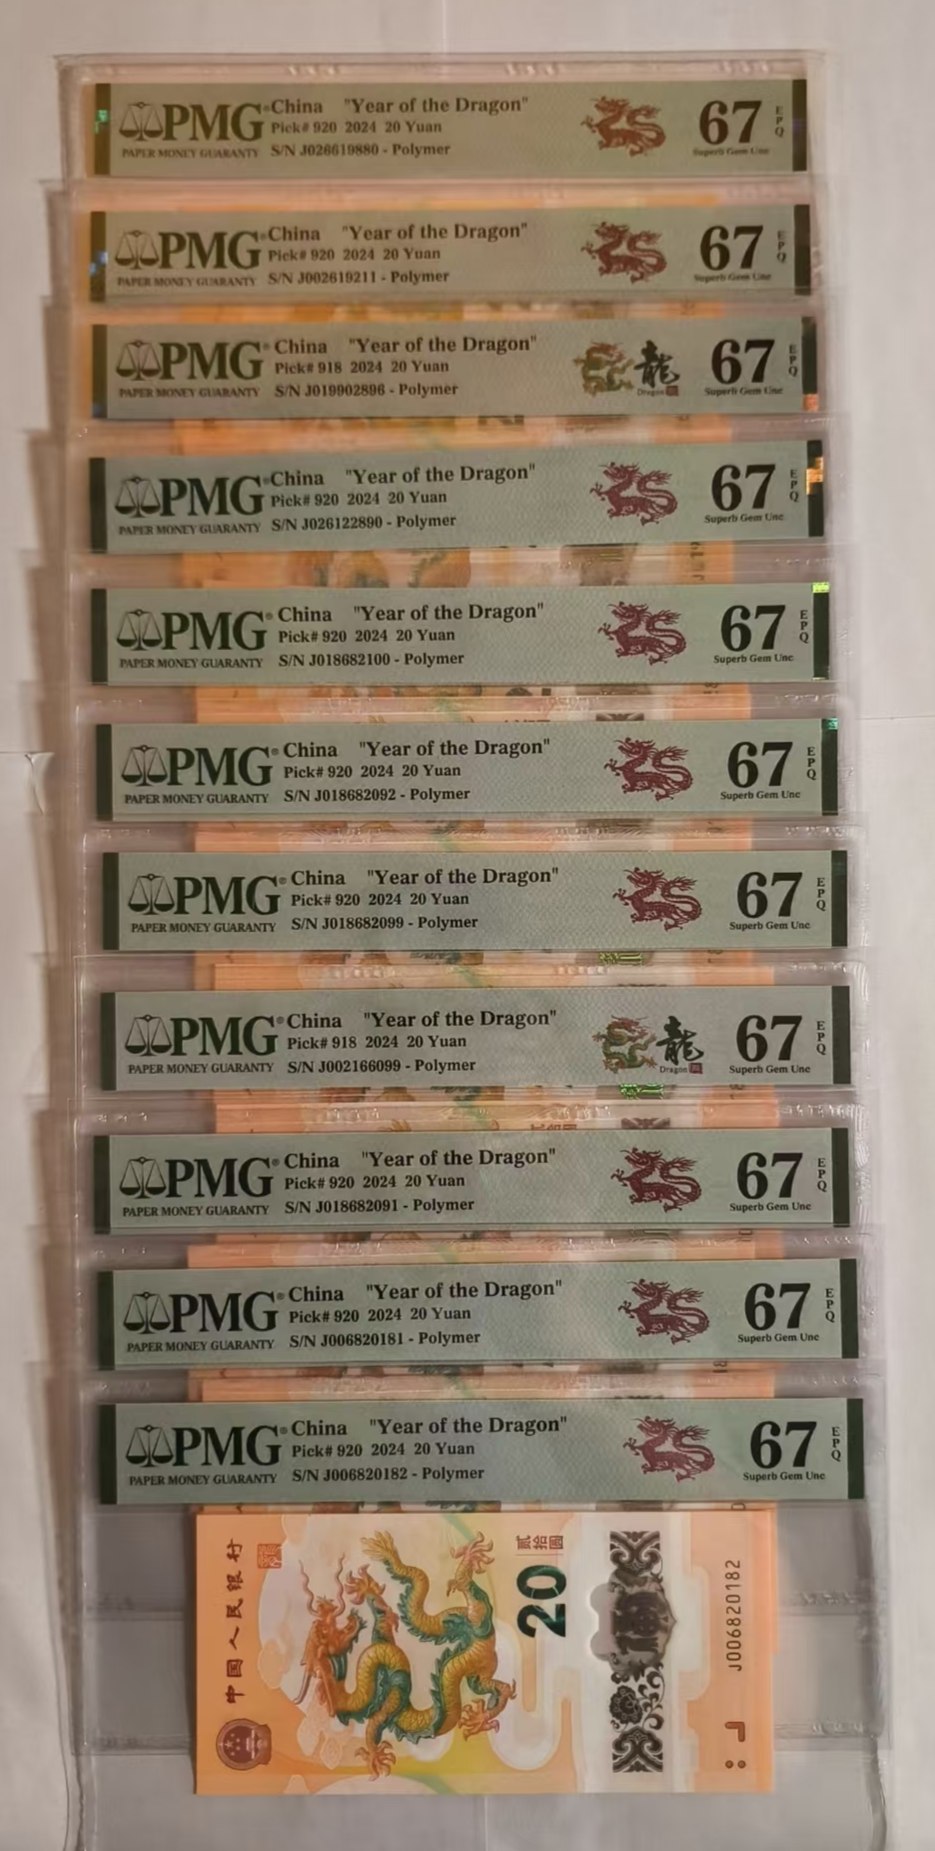 PMG® China "Year of the Dragon" 67 EPQ
Pick# 920 2024 20 Yuan
PAPER MONEY GUARANTY S/N J026619880 - Polymer Superb Gem Unc
PMG® China "Year of the Dragon" 67 EPQ
Pick# 920 2024 20 Yuan
PAPER MONEY GUARANTY S/N J002619211 - Polymer Superb Gem Unc
PMG® China "Year of the Dragon" 龍 67 EPQ
Pick# 918 2024 20 Yuan
PAPER MONEY GUARANTY S/N J019902896 - Polymer Dragon Superb Gem Unc
PMG® China "Year of the Dragon" 67 EPQ
Pick# 920 2024 20 Yuan
PAPER MONEY GUARANTY S/N J026122890 - Polymer Superb Gem Unc
PMG® China "Year of the Dragon" 67 EPQ
Pick# 920 2024 20 Yuan
PAPER MONEY GUARANTY S/N J018682100 - Polymer Superb Gem Unc
PMG® China "Year of the Dragon" 67 EPQ
Pick# 920 2024 20 Yuan
PAPER MONEY GUARANTY S/N J018682092 - Polymer Superb Gem Unc
PMG® China "Year of the Dragon" 67 EPQ
Pick# 920 2024 20 Yuan
PAPER MONEY GUARANTY S/N J018682099 - Polymer Superb Gem Unc
PMG® China "Year of the Dragon" 龍 67 EPQ
Pick# 918 2024 20 Yuan
PAPER MONEY GUARANTY S/N J002166099 - Polymer Dragon Superb Gem Unc
PMG® China "Year of the Dragon" 67 EPQ
Pick# 920 2024 20 Yuan
PAPER MONEY GUARANTY S/N J018682091 - Polymer Superb Gem Unc
PMG® China "Year of the Dragon" 67 EPQ
Pick# 920 2024 20 Yuan
PAPER MONEY GUARANTY S/N J006820181 - Polymer Superb Gem Unc
PMG® China "Year of the Dragon" 67 EPQ
Pick# 920 2024 20 Yuan
PAPER MONEY GUARANTY S/N J006820182 - Polymer Superb Gem Unc
中国人民银行
贰拾圆
20
J006820182